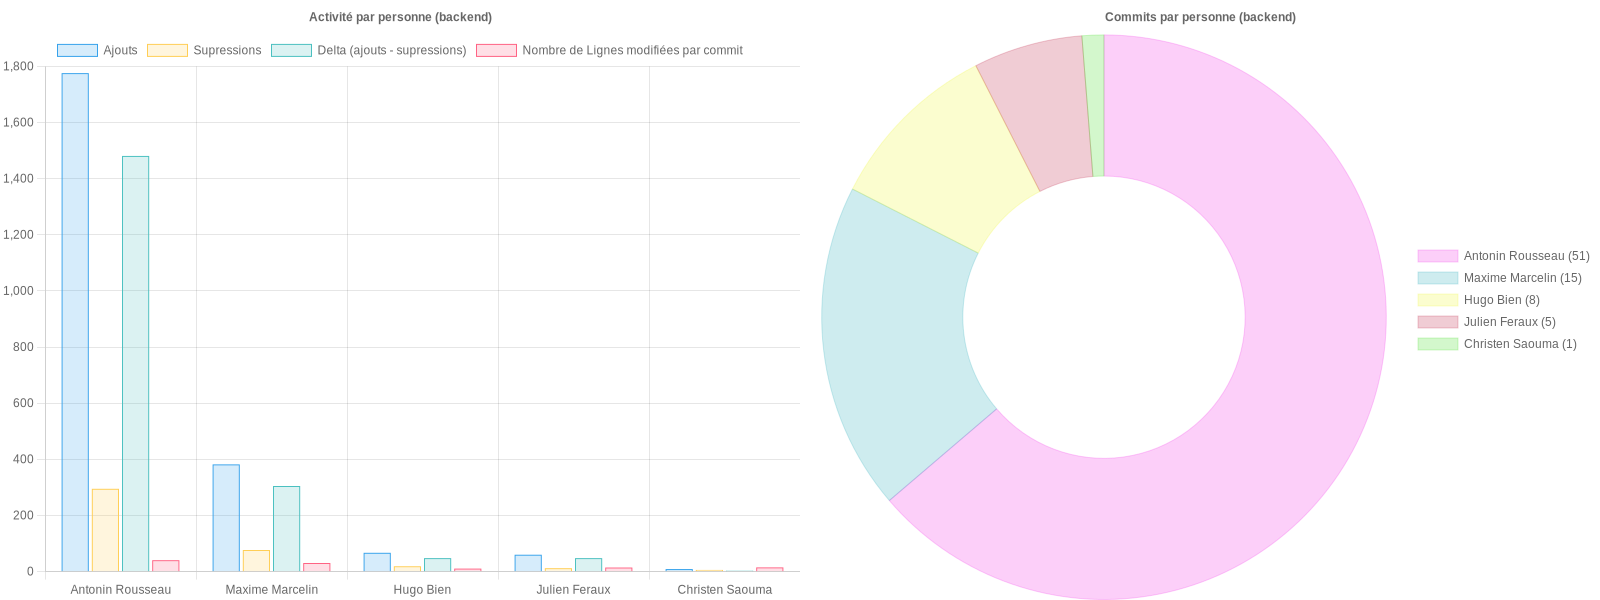 Activité par personne (backend)
Ajouts
Supressions
Delta (ajouts - supressions)
Nombre de Lignes modifiées par commit
1,800
1,600
1,400
1,200
1,000
800
600
400
200
0
Antonin Rousseau
Maxime Marcelin
Hugo Bien
Julien Feraux
Christen Saouma
Commits par personne (backend)
Antonin Rousseau (51)
Maxime Marcelin (15)
Hugo Bien (8)
Julien Feraux (5)
Christen Saouma (1)